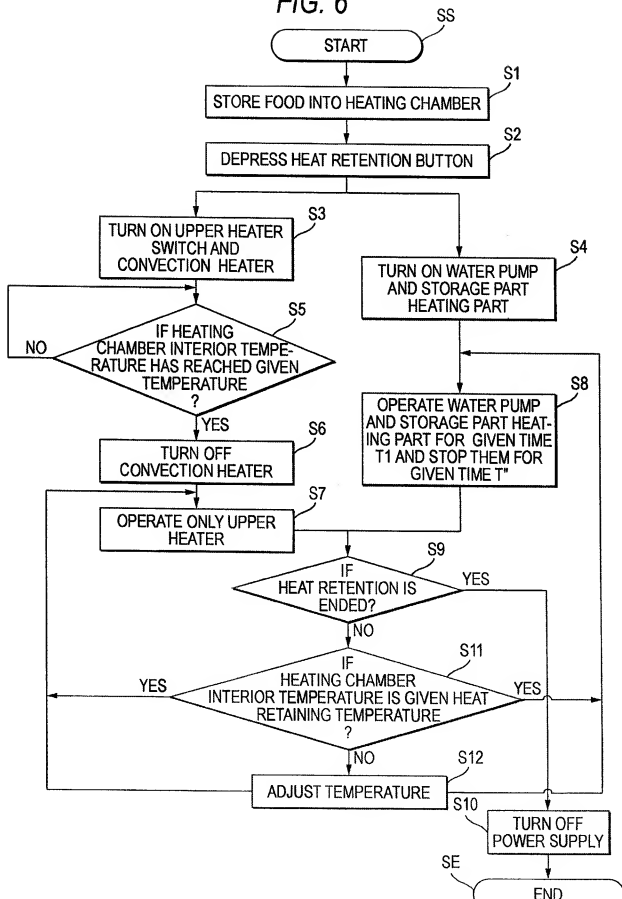 FIG. 6
SS
START
S1
STORE FOOD INTO HEATING CHAMBER
S2
DEPRESS HEAT RETENTION BUTTON
S3
TURN ON UPPER HEATER
SWITCH AND
CONVECTION HEATER
S4
TURN ON WATER PUMP
AND STORAGE PART
HEATING PART
S5
IF HEATING
CHAMBER INTERIOR TEMPE-
RATURE HAS REACHED GIVEN
TEMPERATURE
?
NO
YES
S6
TURN OFF
CONVECTION HEATER
S7
OPERATE ONLY UPPER
HEATER
S8
OPERATE WATER PUMP
AND STORAGE PART HEAT-
ING PART FOR GIVEN TIME
T1 AND STOP THEM FOR
GIVEN TIME T"
S9
IF
HEAT RETENTION IS
ENDED?
YES
NO
S11
IF
HEATING CHAMBER
INTERIOR TEMPERATURE IS GIVEN HEAT
RETAINING TEMPERATURE
?
YES
YES
NO
S12
ADJUST TEMPERATURE
S10
TURN OFF
POWER SUPPLY
SE
END